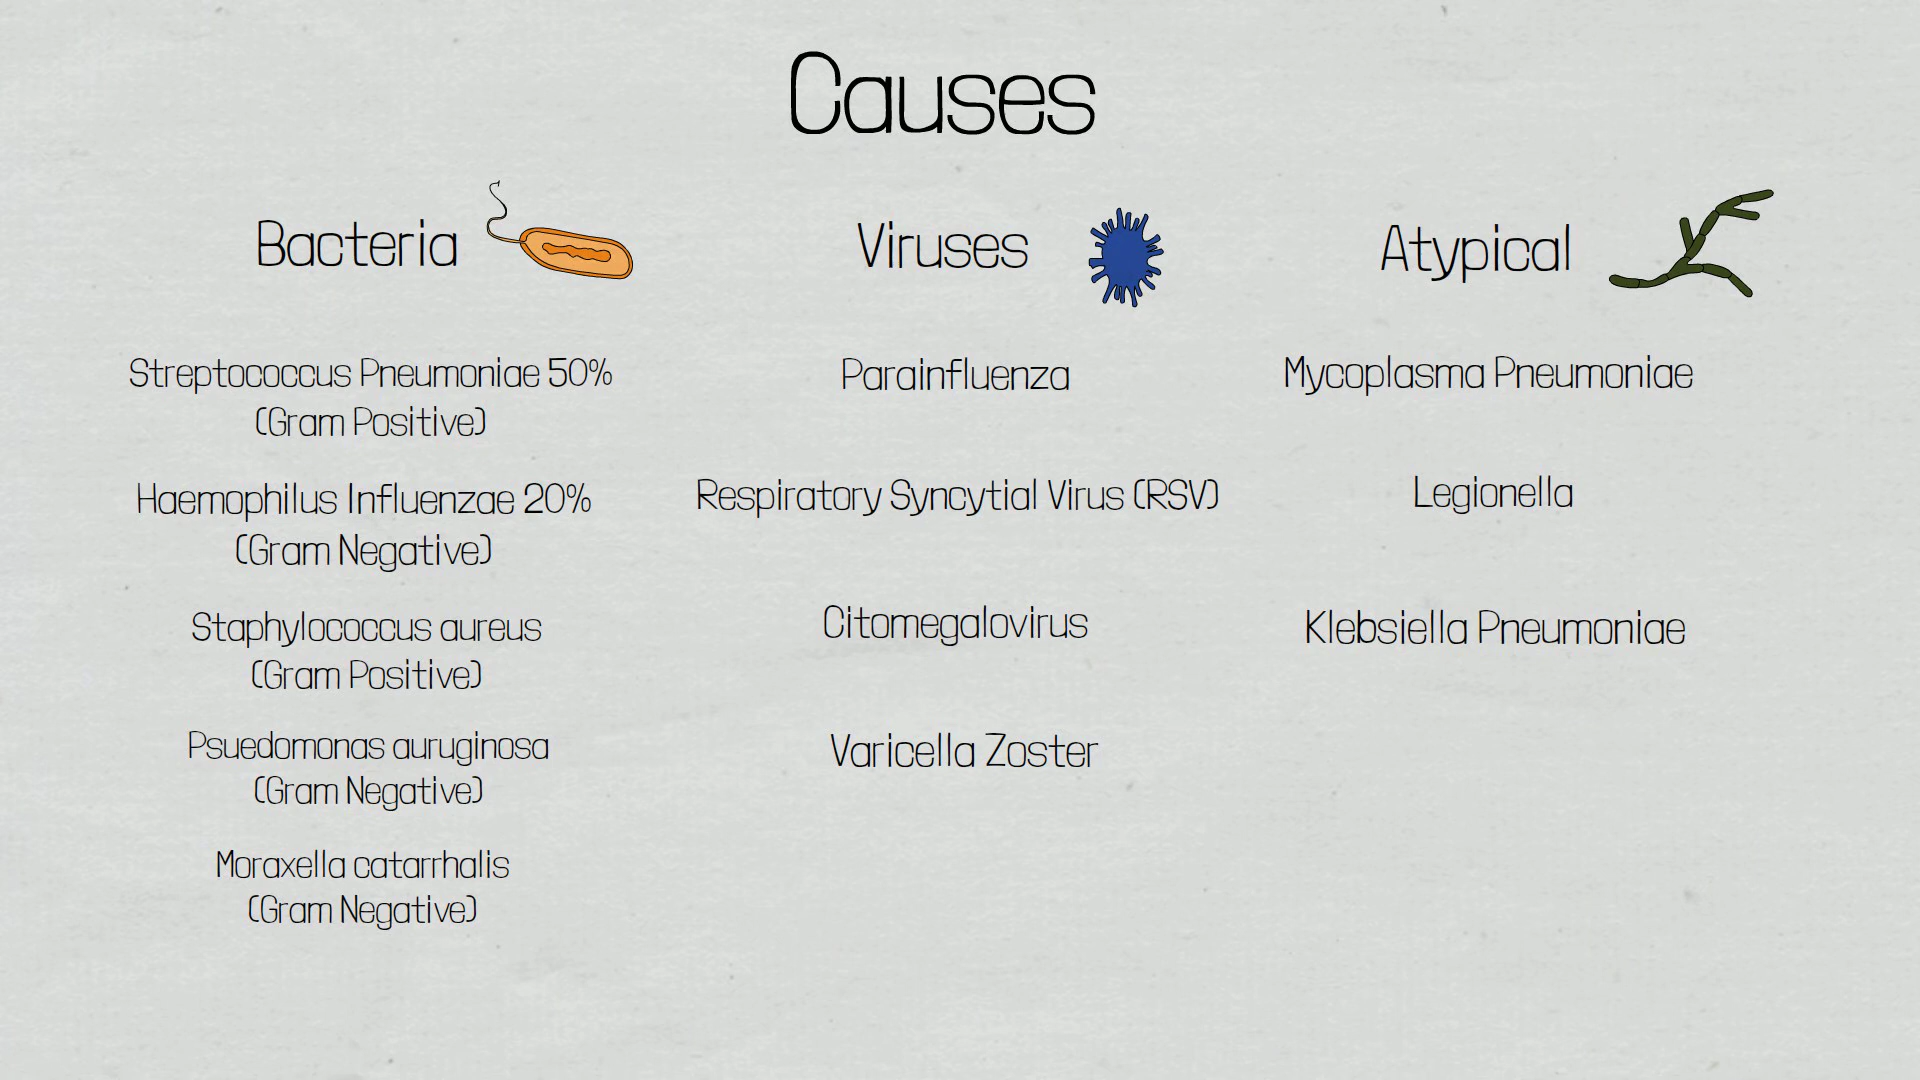 Causes
Bacteria
Streptococcus Pneumoniae 50%
(Gram Positive)
Haemophilus Influenzae 20%
(Gram Negative)
Staphylococcus aureus
(Gram Positive)
Psuedomonas auruginosa
(Gram Negative)
Moraxella catarrhalis
(Gram Negative)
Viruses
Parainfluenza
Respiratory Syncytial Virus (RSV)
Citomegalovirus
Varicella Zoster
Atypical
Mycoplasma Pneumoniae
Legionella
Klebsiella Pneumoniae